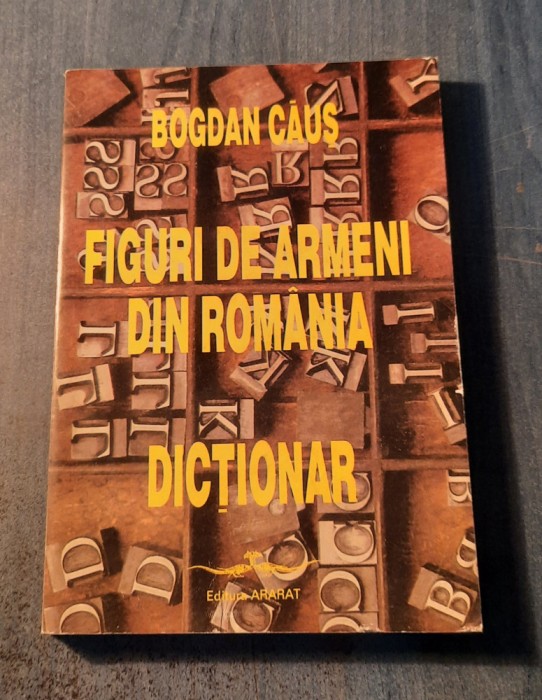 BOGDAN CĂUȘ
FIGURI DE ARMENI
DIN ROMÂNIA
DICȚIONAR
Editura ARARAT